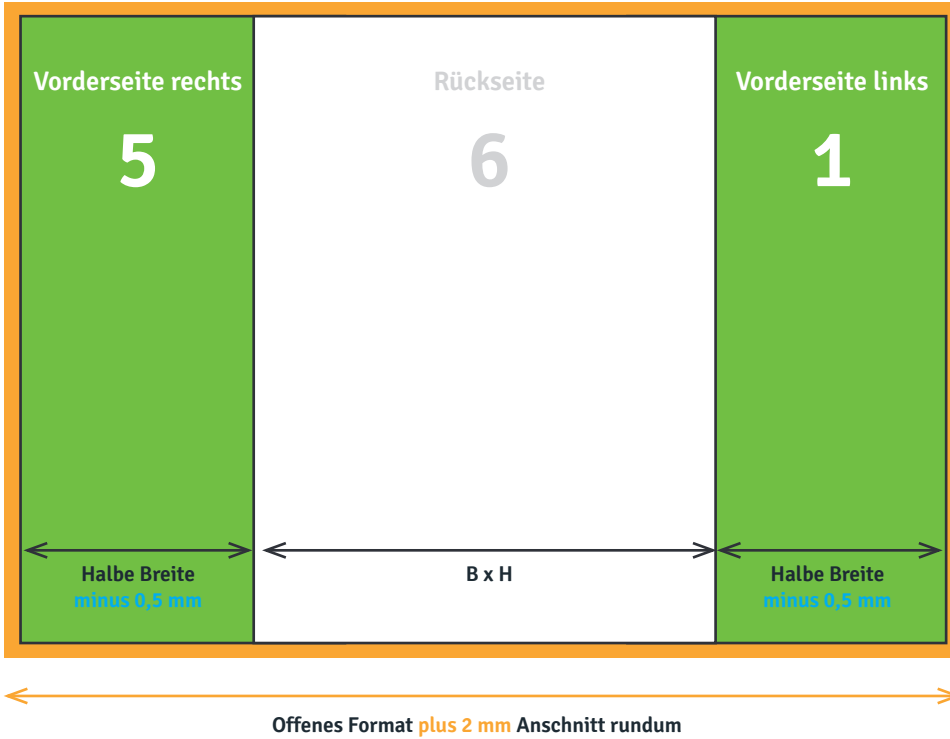 Vorderseite rechts
5
Rückseite
6
Vorderseite links
1
Halbe Breite
minus 0,5 mm
B x H
Halbe Breite
minus 0,5 mm
Offenes Format plus 2 mm Anschnitt rundum